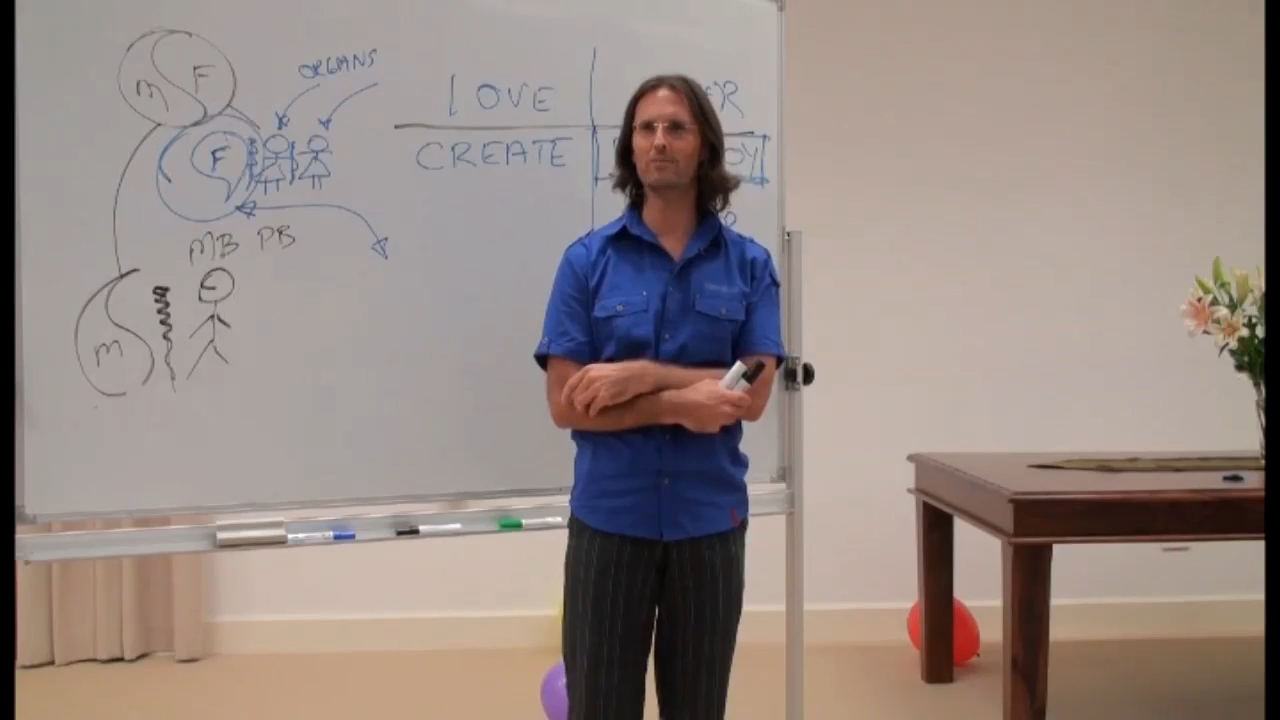 ORGANS
M F
LOVE
F
CREATE
MB PB
M